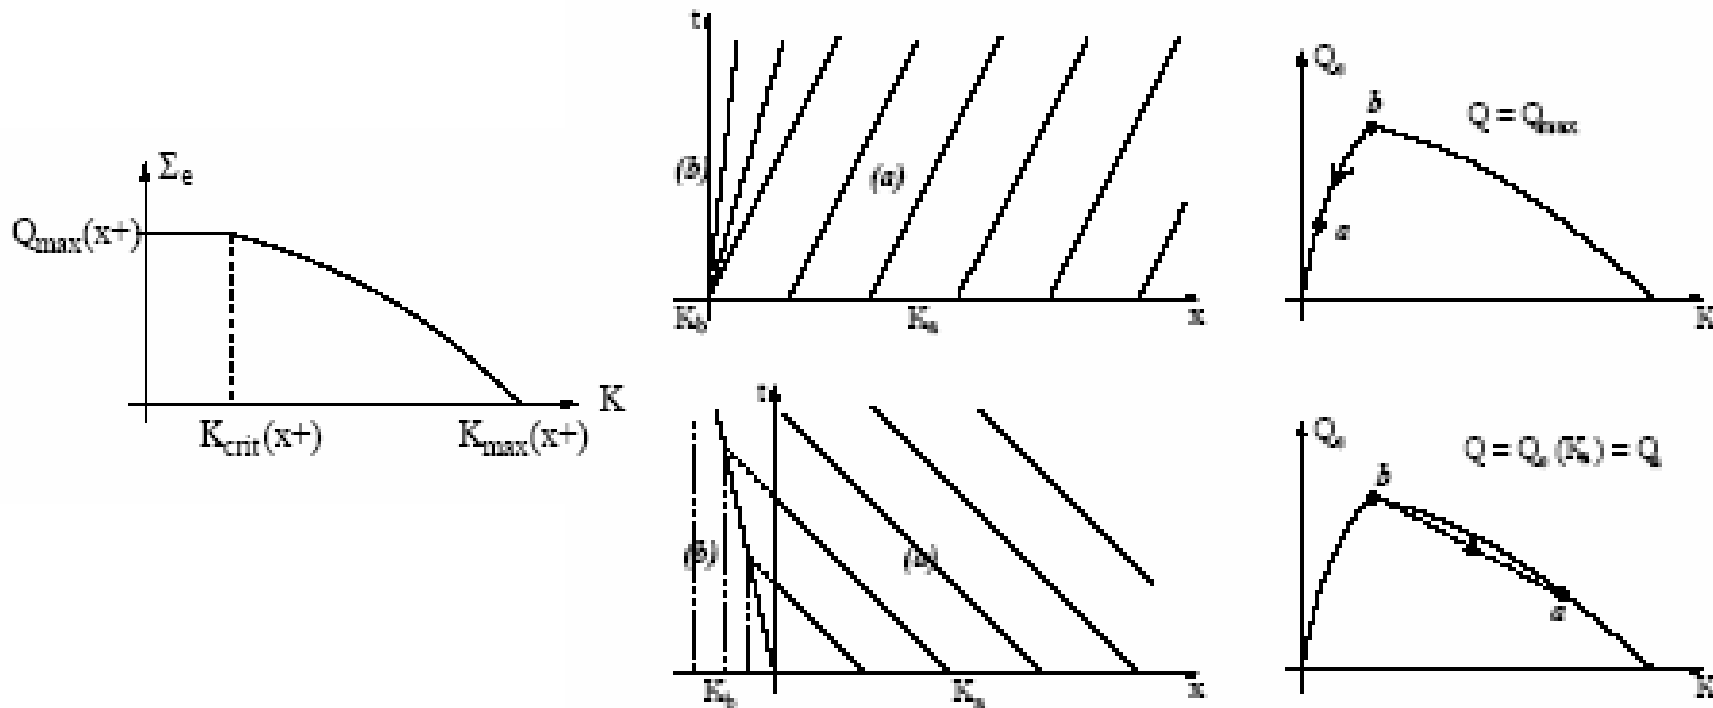 Σe
Qmax(x+)
K
Kcrit(x+)
Kmax(x+)
t
(b)
(a)
Kb
Ka
x
Qe
b
Q = Qmax
a
K
t
(b)
(a)
Kb
Ka
x
Qe
b
Q = Qe (Ka) = Qa
a
K